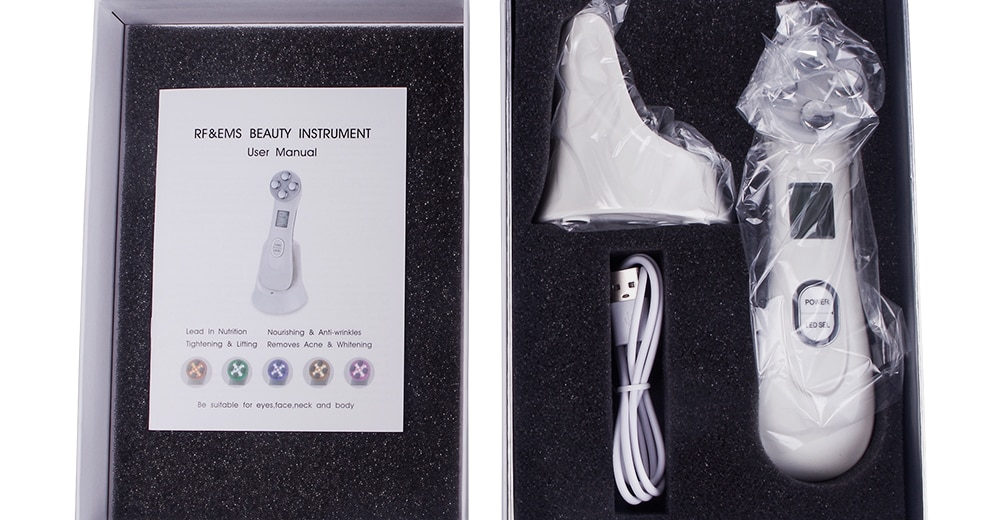 RF&EMS BEAUTY INSTRUMENT
User Manual
Lead In Nutrition Nourishing & Anti-wrinkles
Tightening & Lifting Removes Acne & Whitening
Be suitable for eyes,face,neck and body
POWER
LED SEL